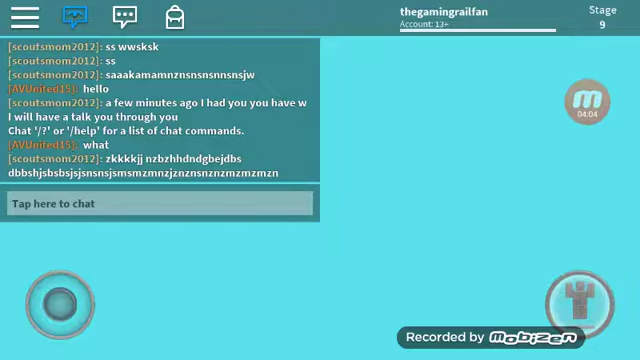 thegamingrailfan
Account: 13+
Stage
9
[scoutsmom2012]: ss wwsksk
[scoutsmom2012]: ss
[scoutsmom2012]: saaakamamnznsnsnsnnsnsjw
[AVUnifed15]: hello
[scoutsmom2012]: a few minutes ago I had you you have w
I will have a talk you through you
Chat '/?' or '/help' for a list of chat commands.
[AVUnifed15]: what
[scoutsmom2012]: zkkkkjj nzbzhhdndgbejdbs
dbbshjsbsbsjsjsnsnsjsmsmzmnzjznznsnznzmzmzmzn
Tap here to chat
04:04
Recorded by
Mobizen